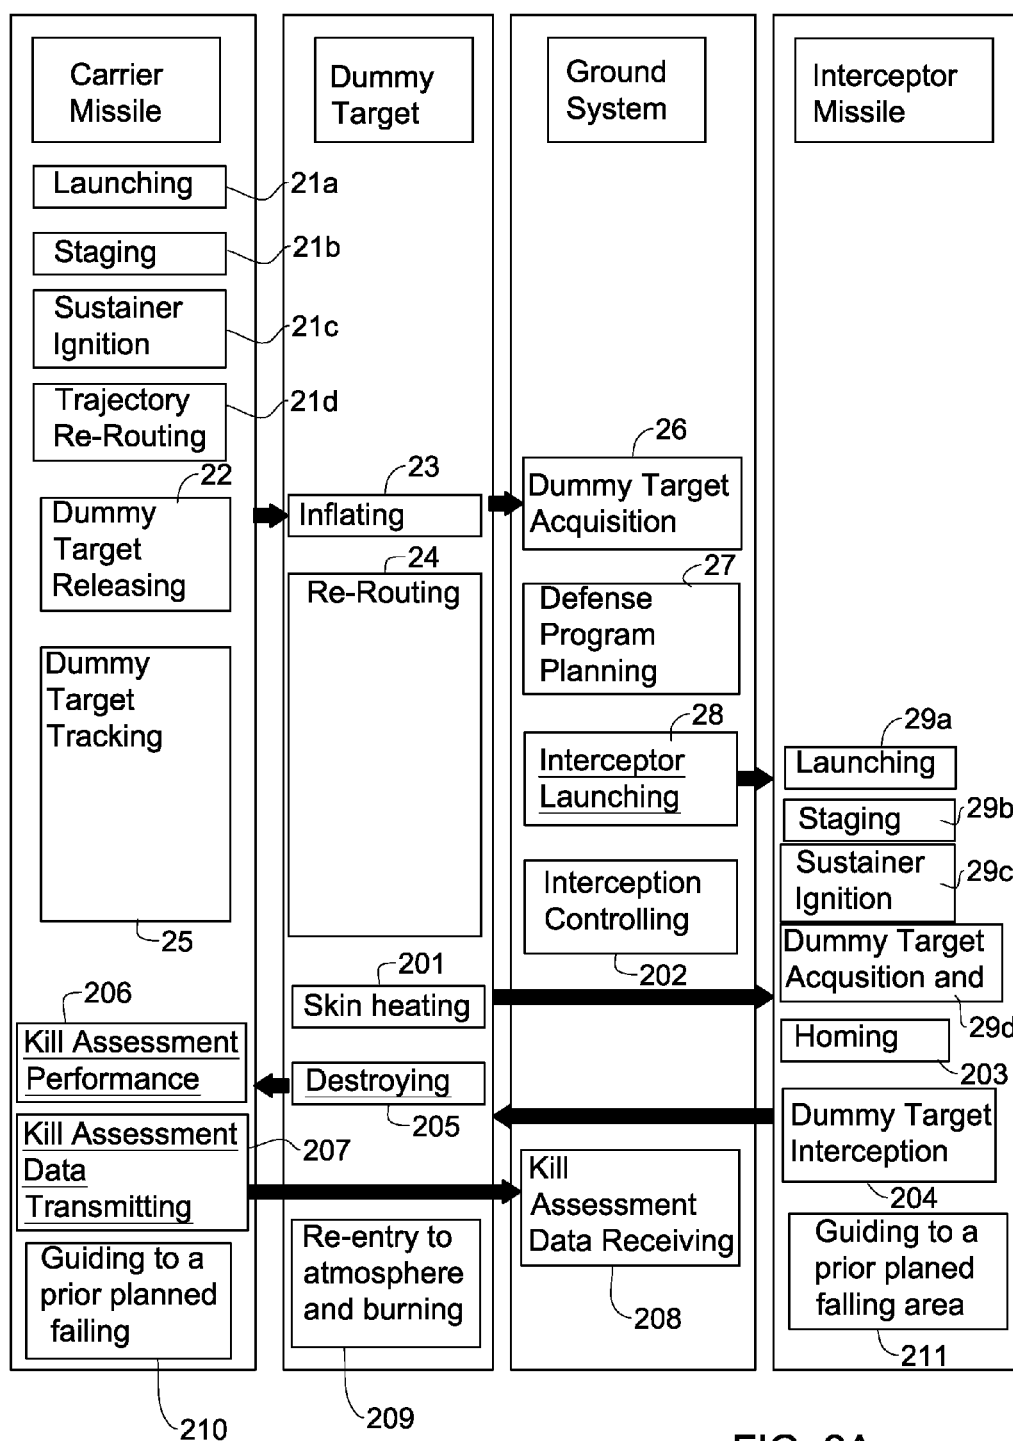 Carrier
Missile
Launching
21a
Staging
21b
Sustainer
Ignition
21c
Trajectory
Re-Routing
21d
22
Dummy
Target
Releasing
Dummy
Target
Tracking
25
206
Kill Assessment
Performance
Kill Assessment
Data
Transmitting
207
Guiding to a
prior planned
failing
210
Dummy
Target
23
Inflating
24
Re-Routing
201
Skin heating
Destroying
205
Re-entry to
atmosphere
and burning
209
Ground
System
26
Dummy Target
Acquisition
27
Defense
Program
Planning
28
Interceptor
Launching
Interception
Controlling
202
Kill
Assessment
Data Receiving
208
Interceptor
Missile
29a
Launching
Staging
29b
Sustainer
Ignition
29c
Dummy Target
Acqusition and
29d
Homing
203
Dummy Target
Interception
204
Guiding to a
prior planed
falling area
211